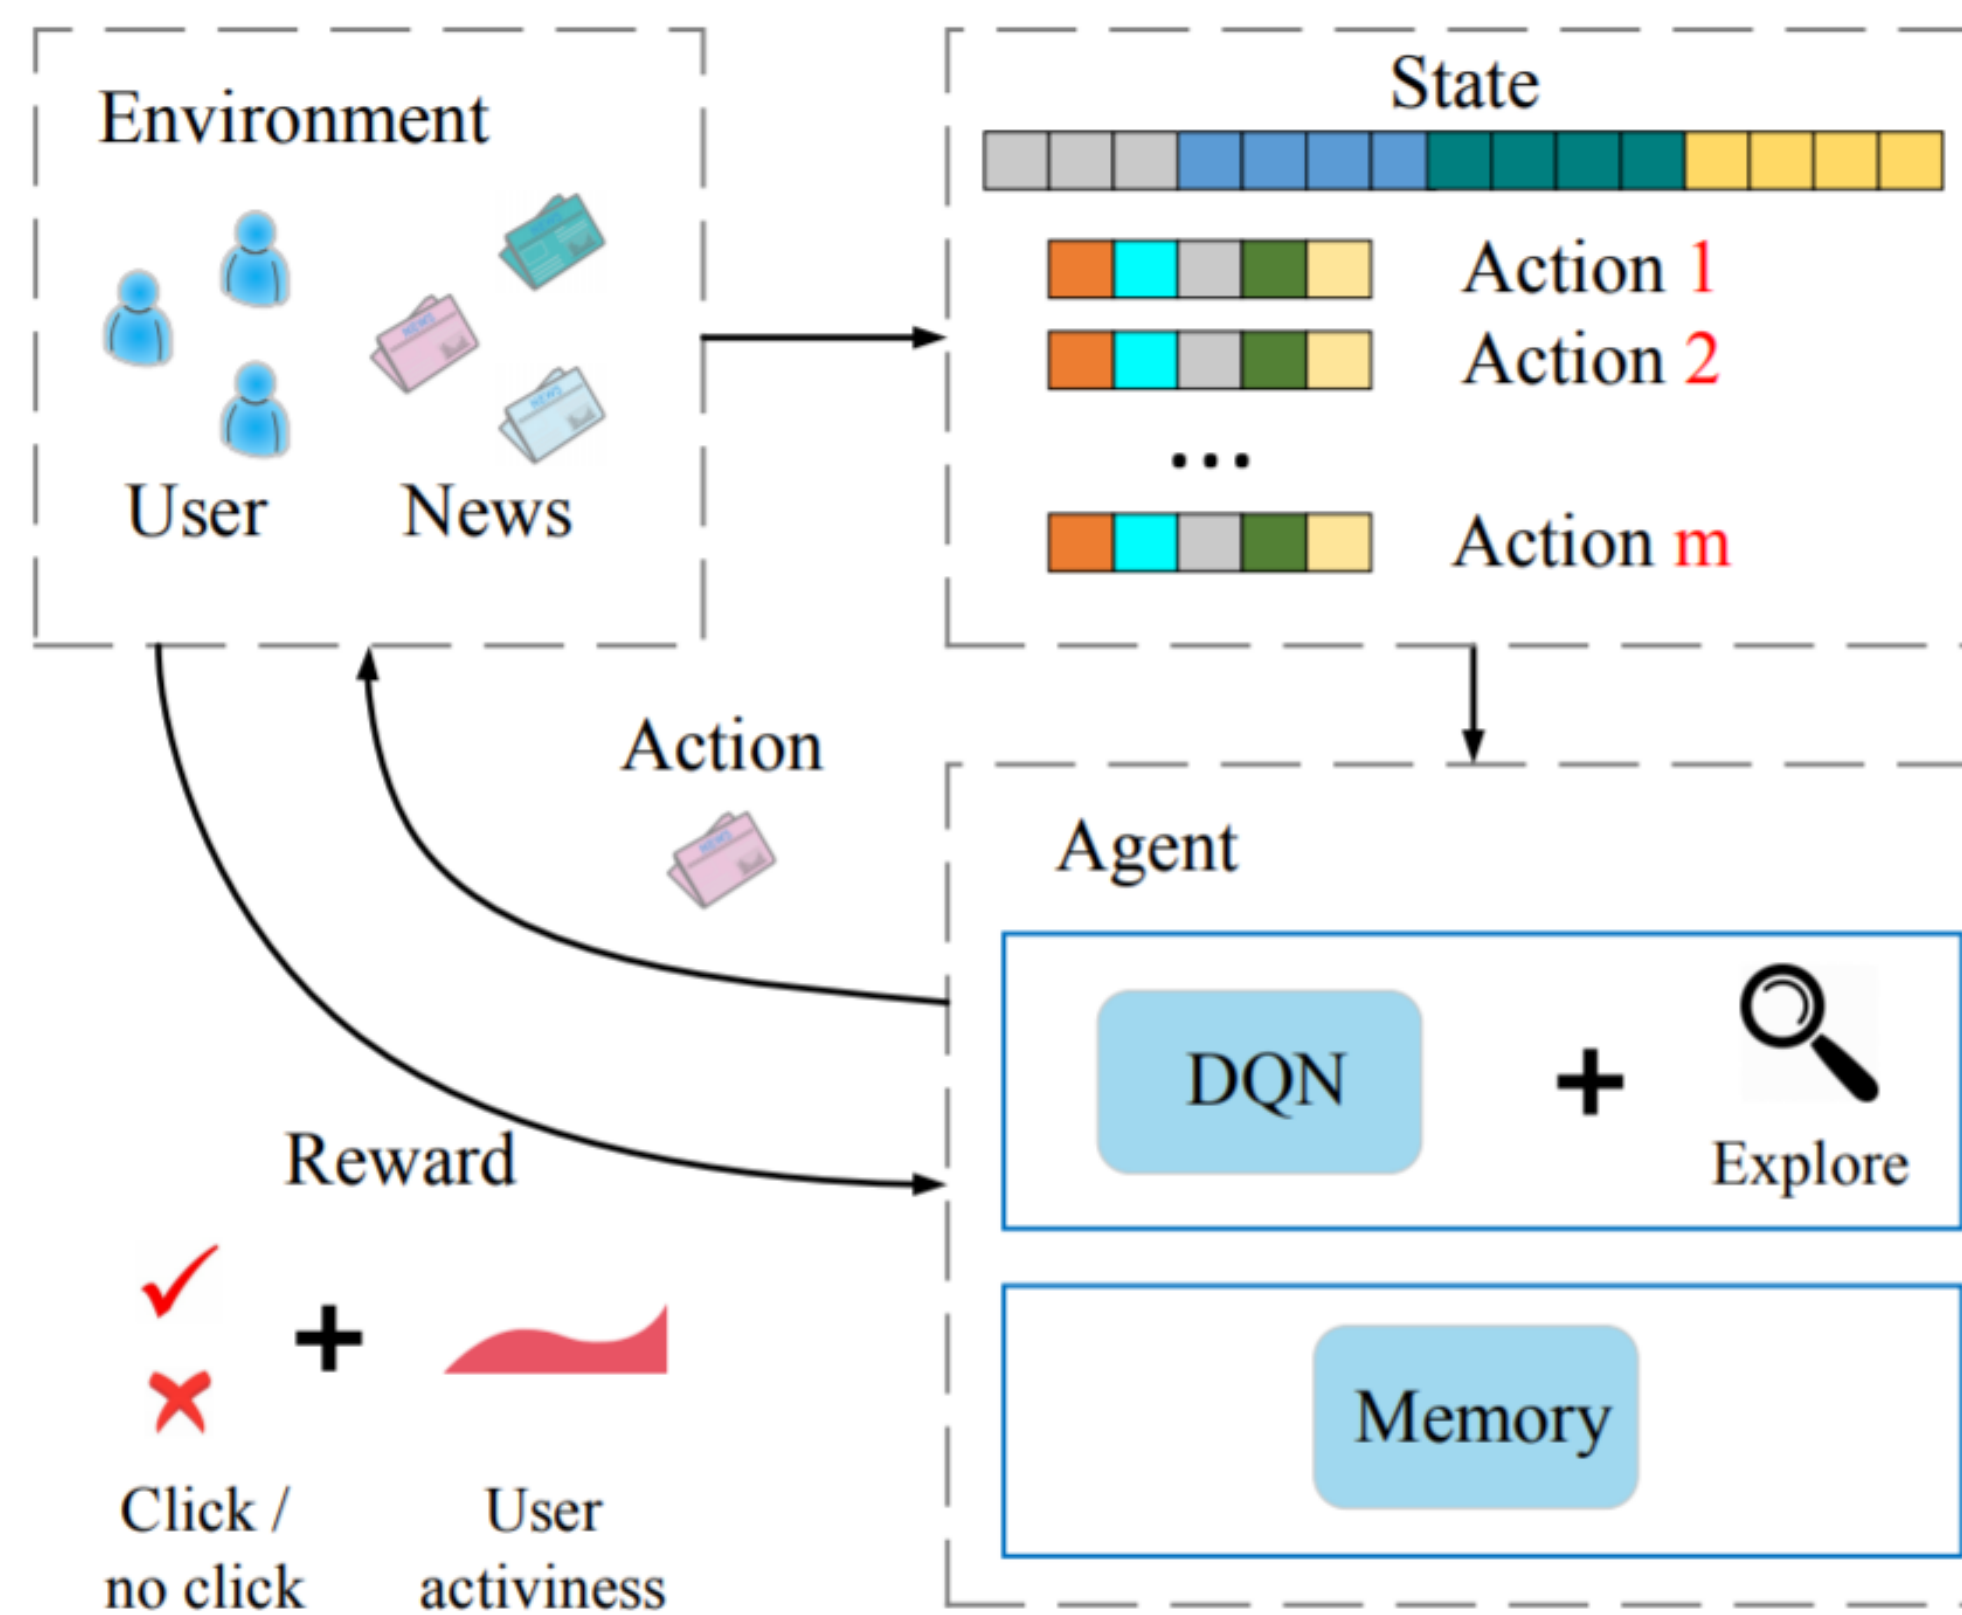 Environment
User
News
State
Action 1
Action 2
...
Action m
Action
Agent
DQN
+
Explore
Memory
Reward
+
Click /
no click
User
activiness